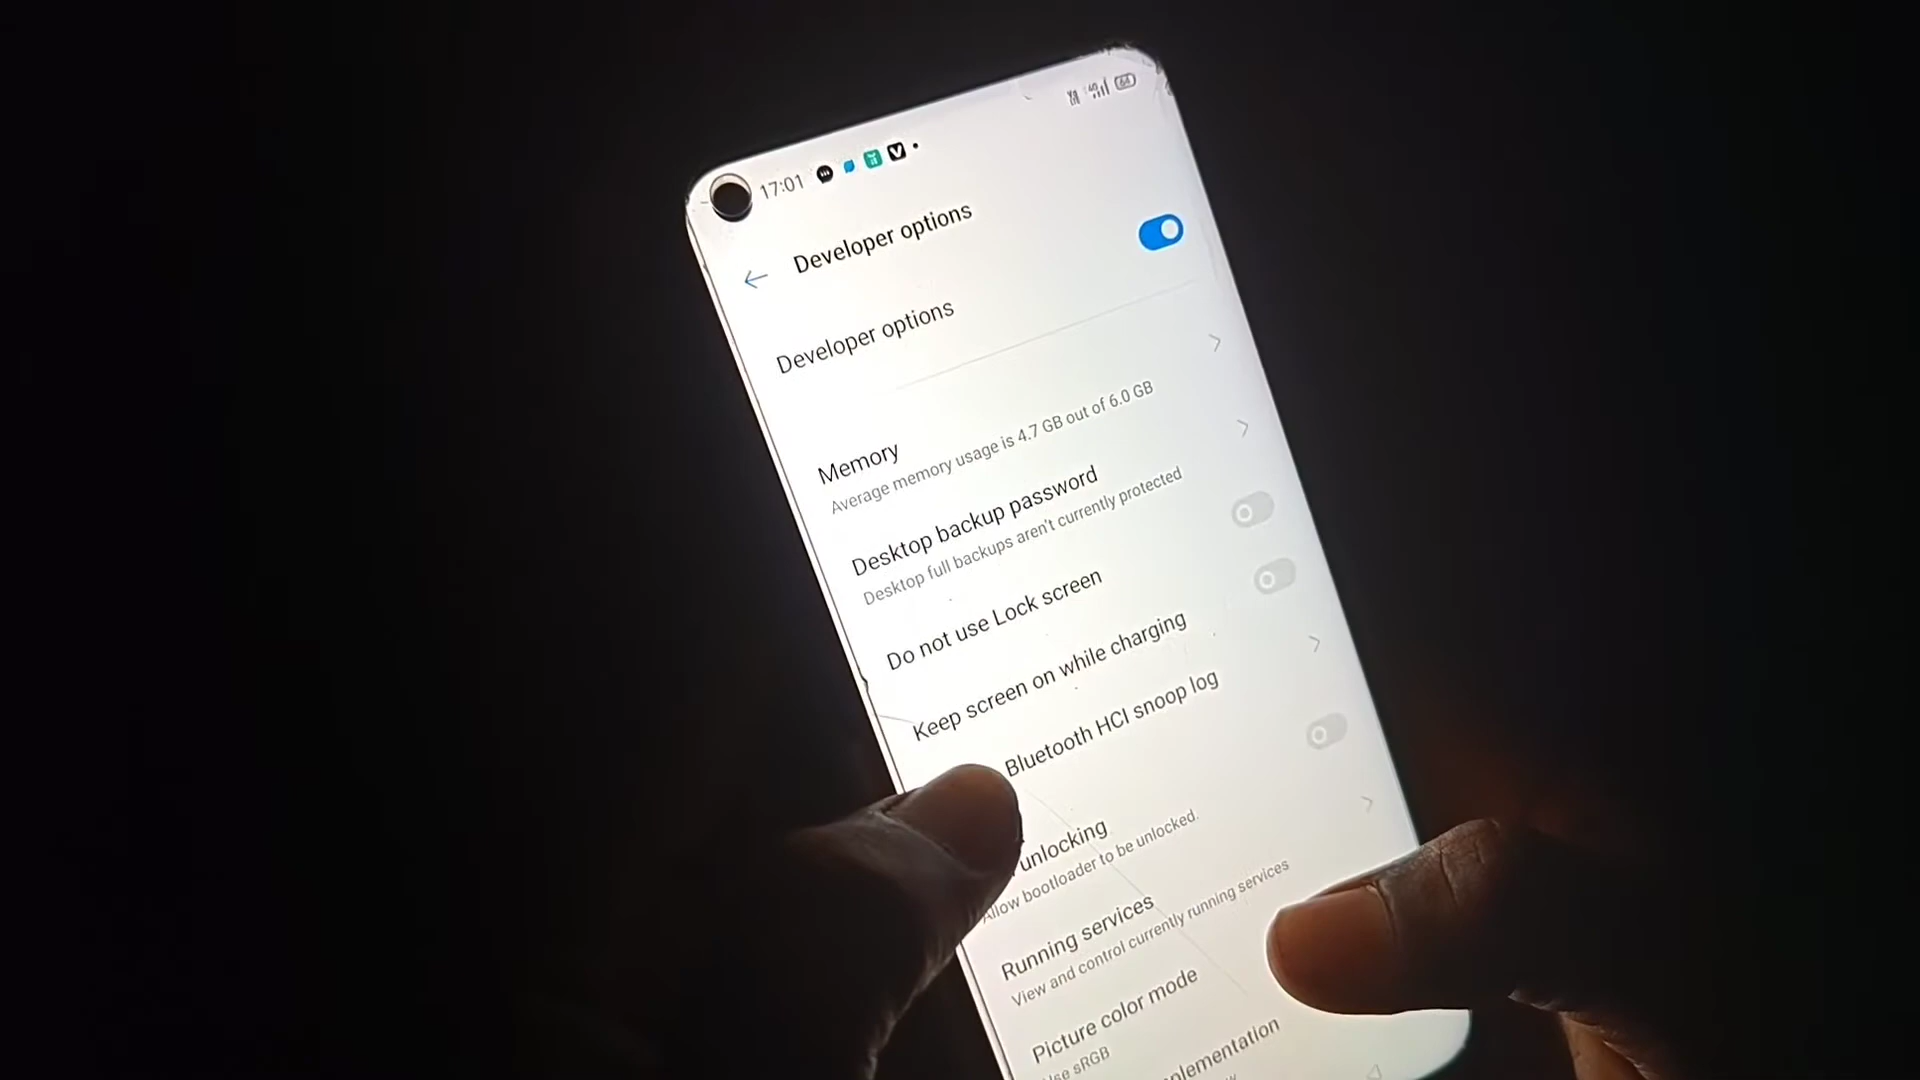 17:01
4G
64
Developer options
Developer options
Memory
Average memory usage is 4.7 GB out of 6.0 GB
Desktop backup password
Desktop full backups aren't currently protected
Do not use Lock screen
Keep screen on while charging
Bluetooth HCI snoop log
unlocking
Allow bootloader to be unlocked.
Running services
View and control currently running services
Picture color mode
Use sRGB
plementation